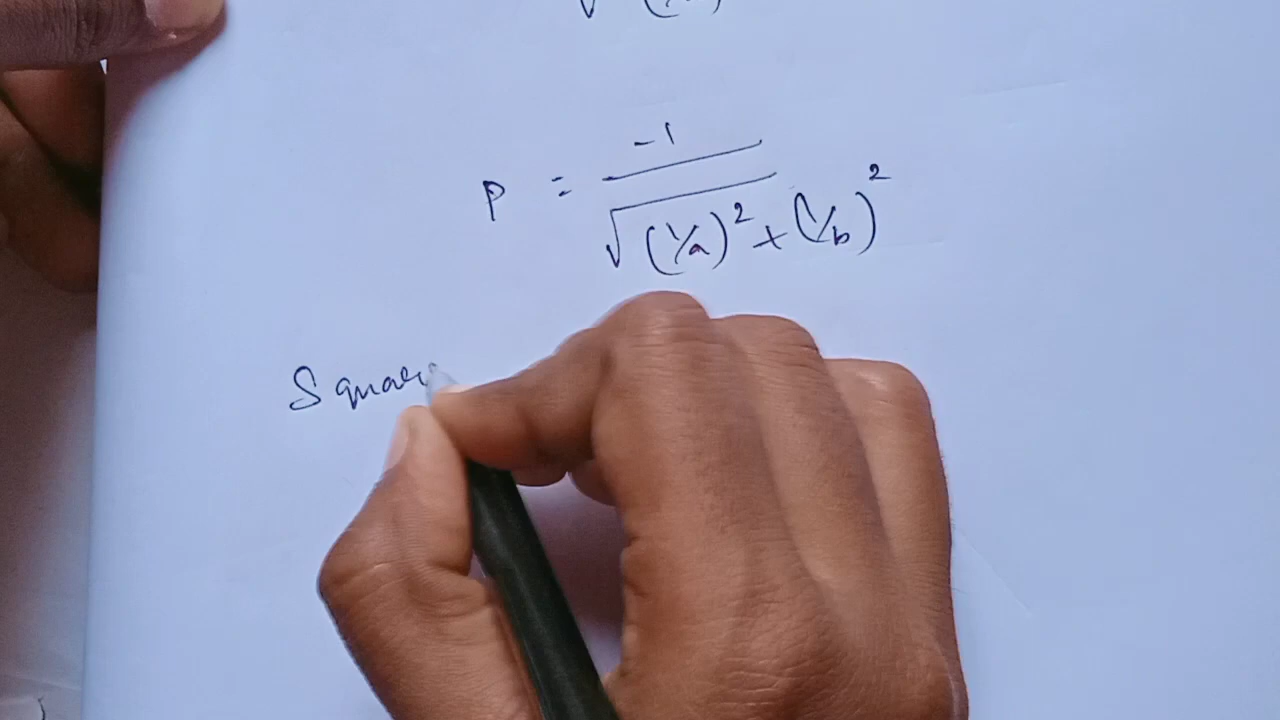 p = -1 / √(1/a)² + (1/b)²
Squar